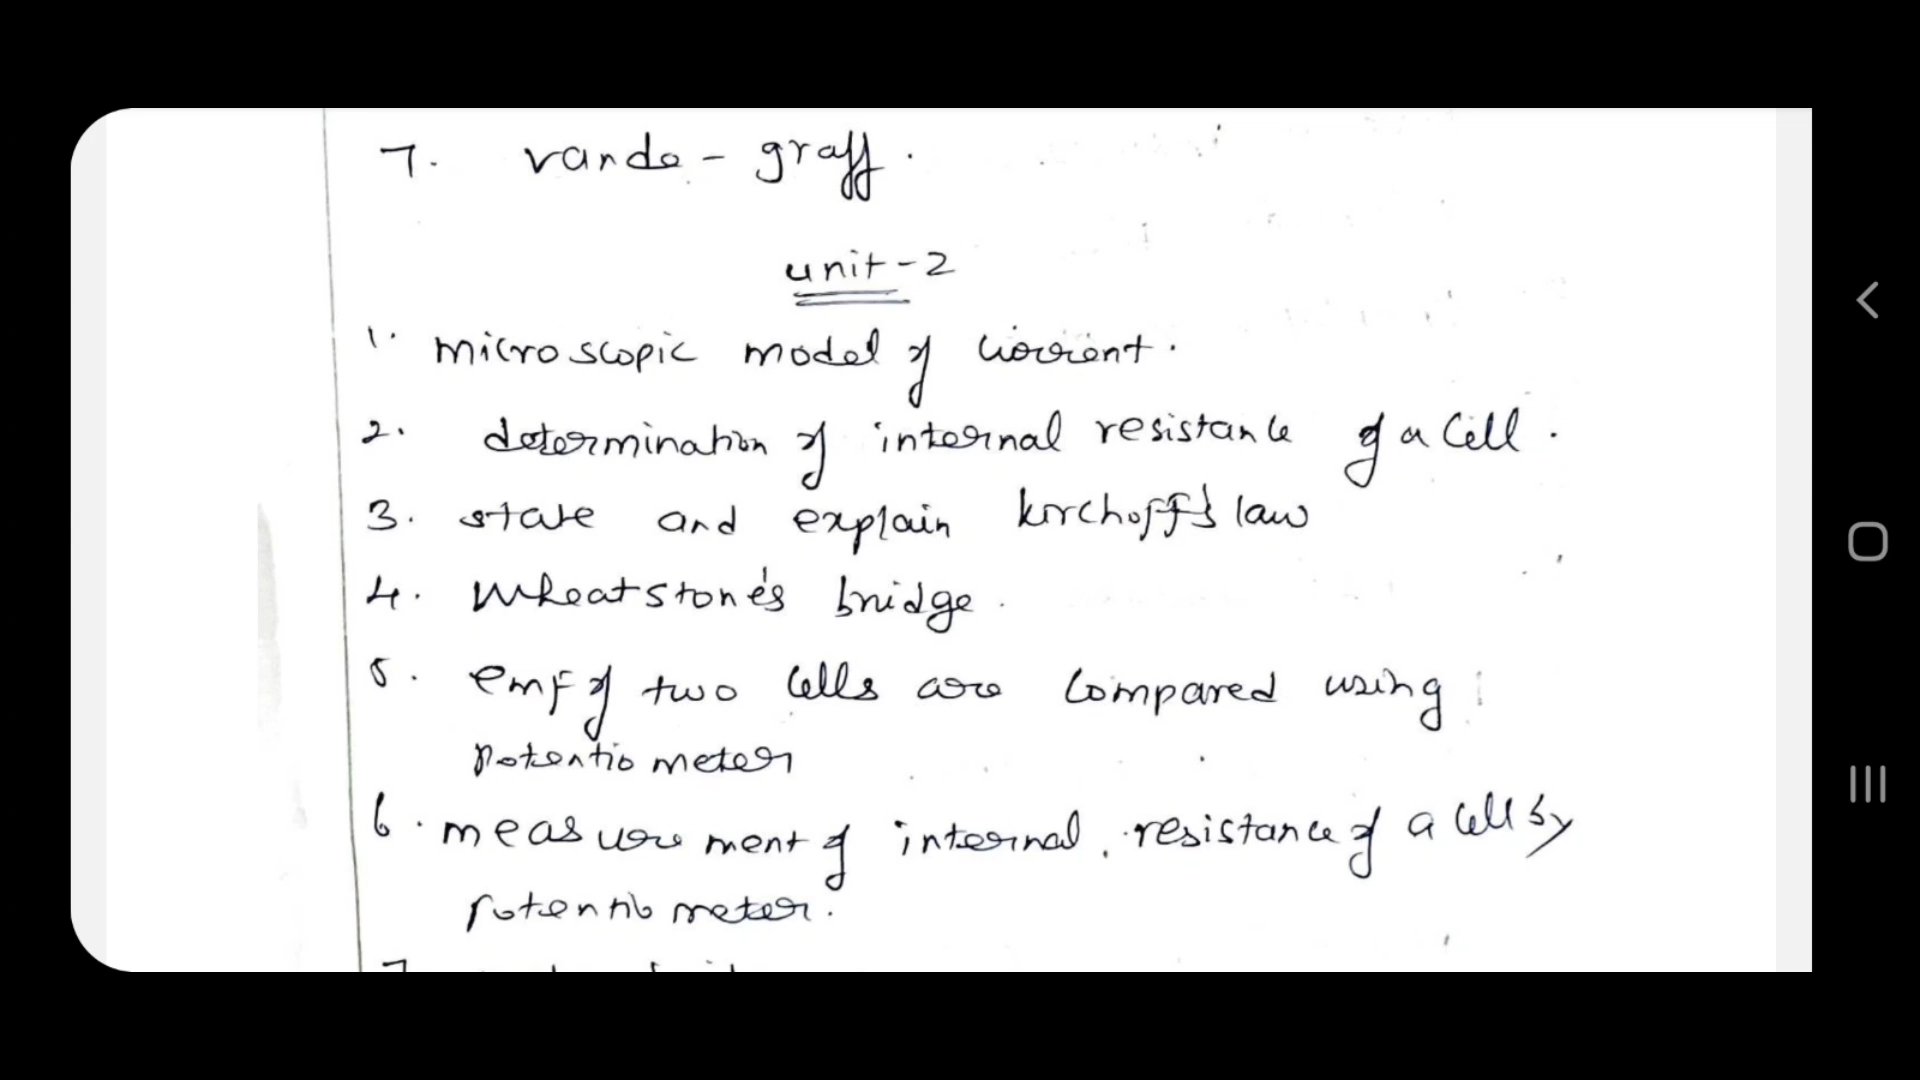 7. vande-graff.
unit-2
1. microscopic model of current.
2. determination of internal resistance of a cell.
3. state and explain kirchoff's law
4. Wheatstone's bridge.
5. emf of two cells are compared using
potentio meter
6. measurement of internal resistance of a cell by
potentio meter.
7.